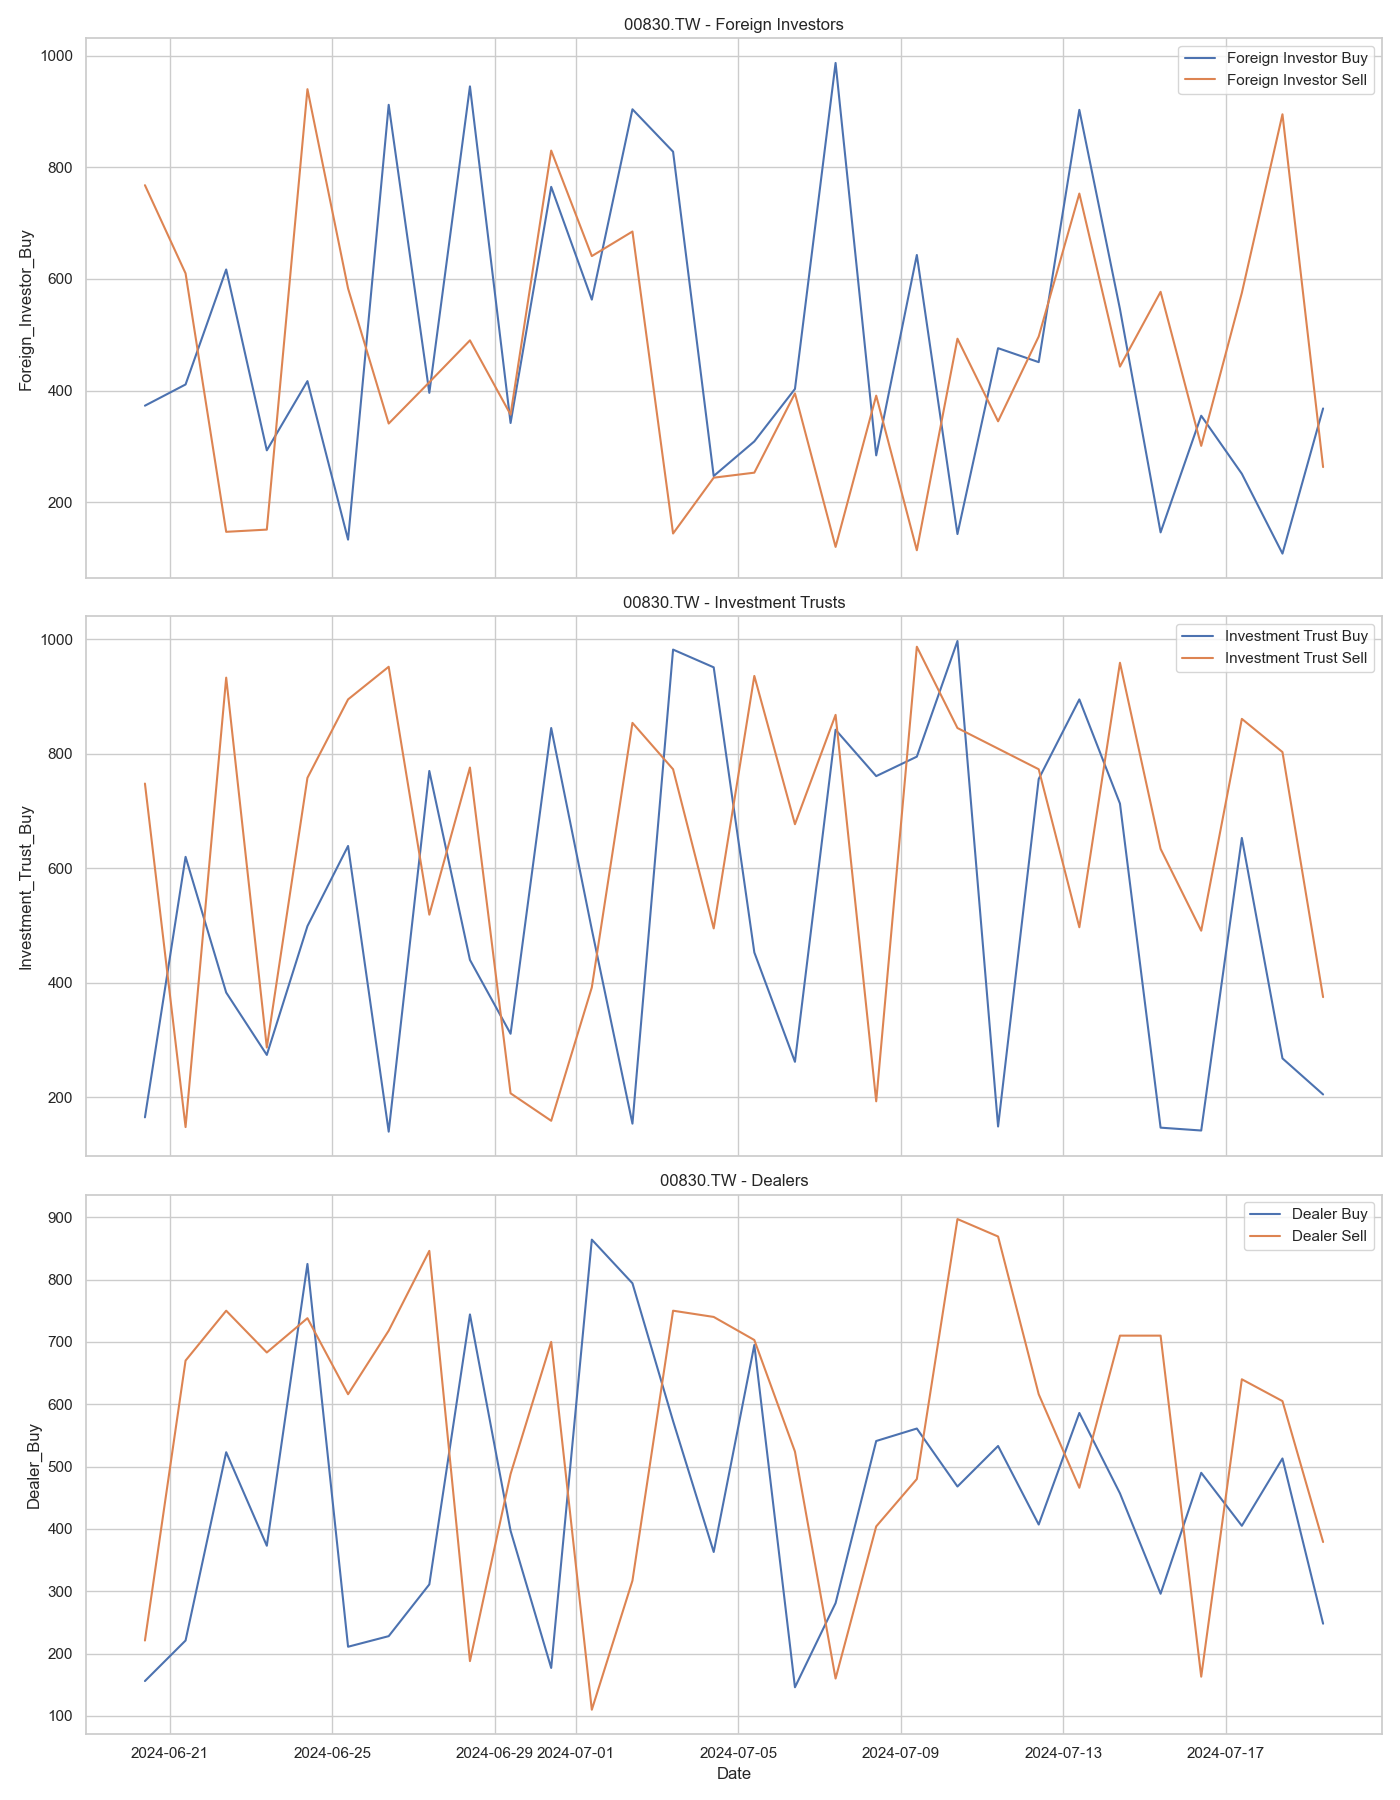 00830.TW - Foreign Investors
Foreign Investor Buy
Foreign Investor Sell
Foreign_Investor_Buy
1000
800
600
400
200
00830.TW - Investment Trusts
Investment Trust Buy
Investment Trust Sell
Investment_Trust_Buy
1000
800
600
400
200
00830.TW - Dealers
Dealer Buy
Dealer Sell
Dealer_Buy
900
800
700
600
500
400
300
200
100
2024-06-21 2024-06-25 2024-06-29 2024-07-01 2024-07-05 2024-07-09 2024-07-13 2024-07-17
Date